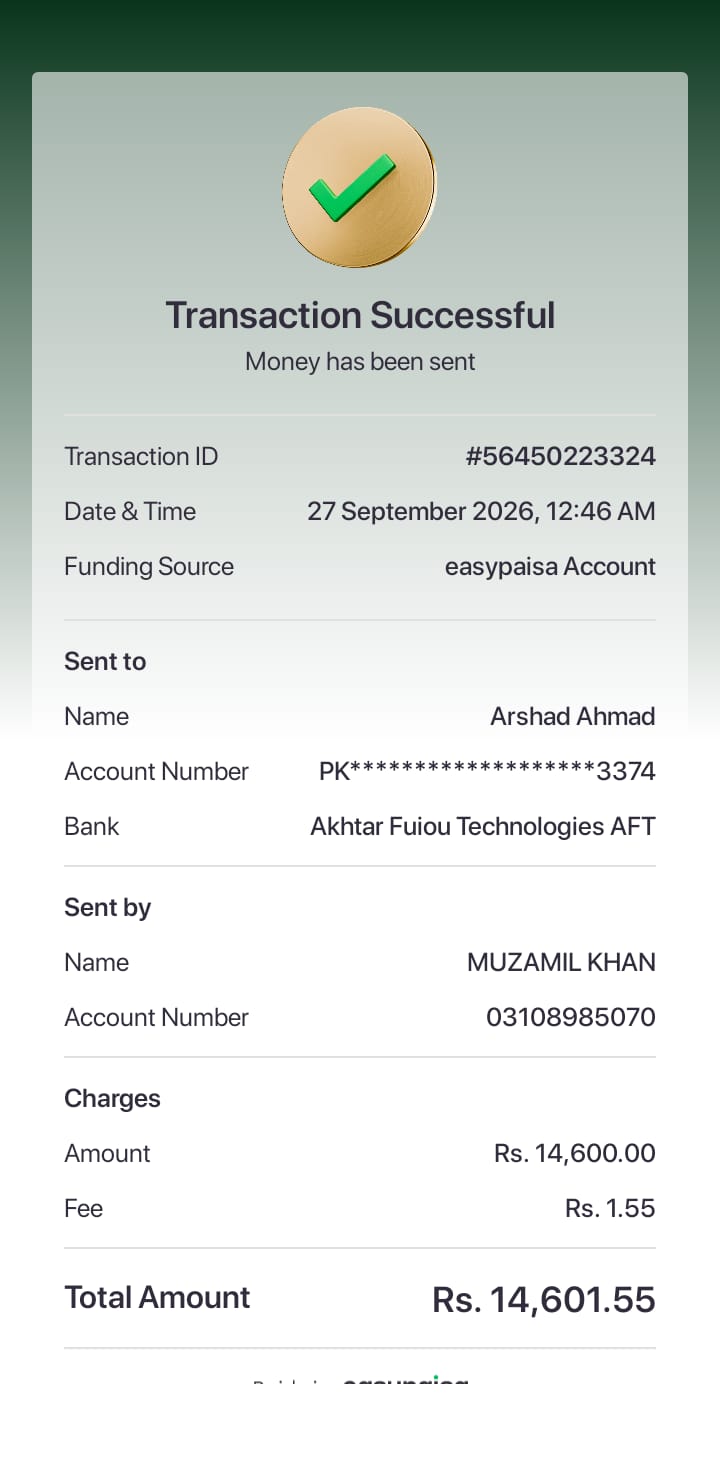 Transaction Successful
Money has been sent
Transaction ID #56450223324
Date & Time 27 September 2026, 12:46 AM
Funding Source easypaisa Account
Sent to
Name Arshad Ahmad
Account Number PK*******************3374
Bank Akhtar Fuiou Technologies AFT
Sent by
Name MUZAMIL KHAN
Account Number 03108985070
Charges
Amount Rs. 14,600.00
Fee Rs. 1.55
Total Amount Rs. 14,601.55